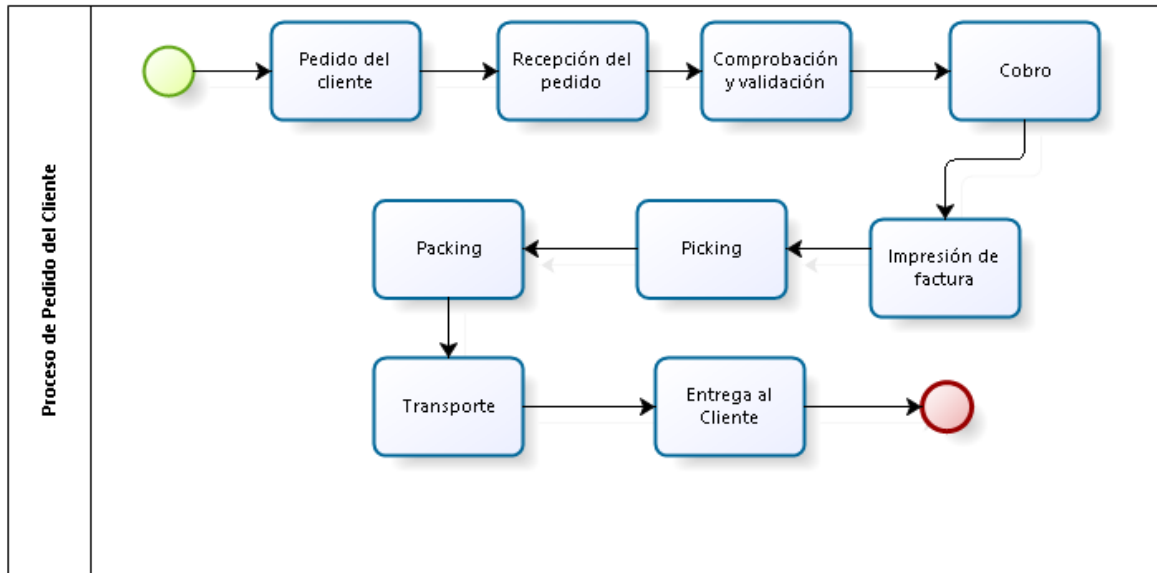 Proceso de Pedido del Cliente
Pedido del
cliente
Recepción del
pedido
Comprobación
y validación
Cobro
Impresión de
factura
Picking
Packing
Transporte
Entrega al
Cliente